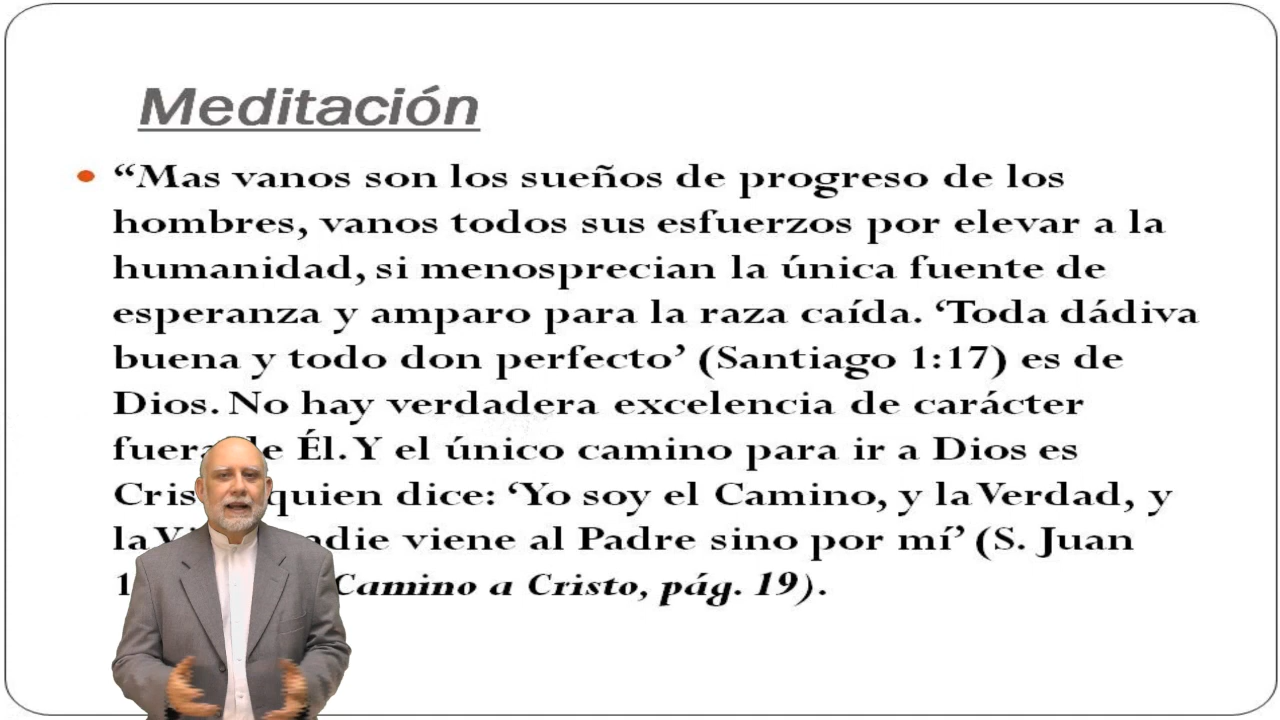 Meditación
“Mas vanos son los sueños de progreso de los
hombres, vanos todos sus esfuerzos por elevar a la
humanidad, si menosprecian la única fuente de
esperanza y amparo para la raza caída. ‘Toda dádiva
buena y todo don perfecto’ (Santiago 1:17) es de
Dios. No hay verdadera excelencia de carácter
de Él. Y el único camino para ir a Dios es
quien dice: ‘Yo soy el Camino, y la Verdad, y
la viene al Padre sino por mí’ (S. Juan
Camino a Cristo, pág. 19).